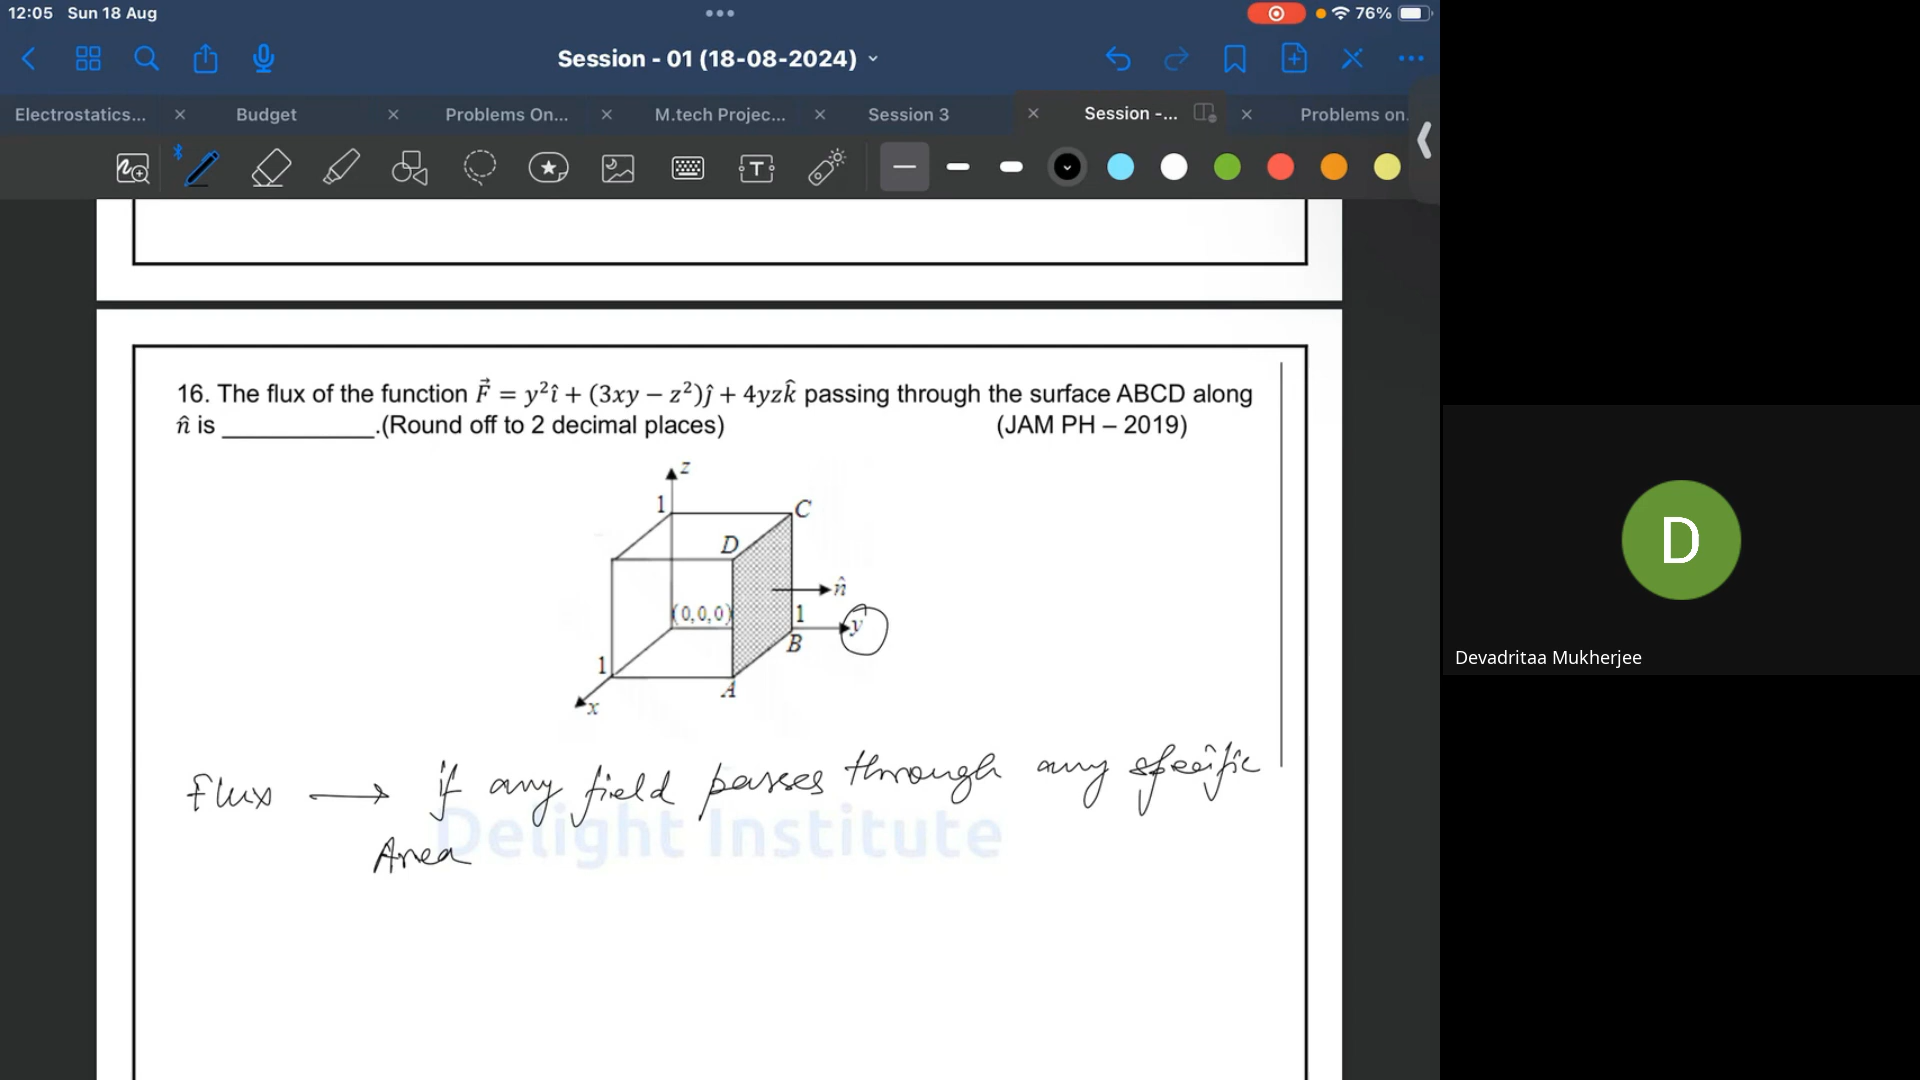 12:05 Sun 18 Aug
76%
Session - 01 (18-08-2024)
Electrostatics...
Budget
Problems On...
M.tech Projec...
Session 3
Session -...
Problems on.
T
16. The flux of the function F⃗ = y²î + (3xy − z²)ĵ + 4yzk̂ passing through the surface ABCD along
n̂ is ____________.(Round off to 2 decimal places) (JAM PH – 2019)
z
1
C
D
n̂
(0,0,0)
1
y
B
1
A
x
Flux → if any field passes through any specific
Area
Delight Institute
D
Devadritaa Mukherjee